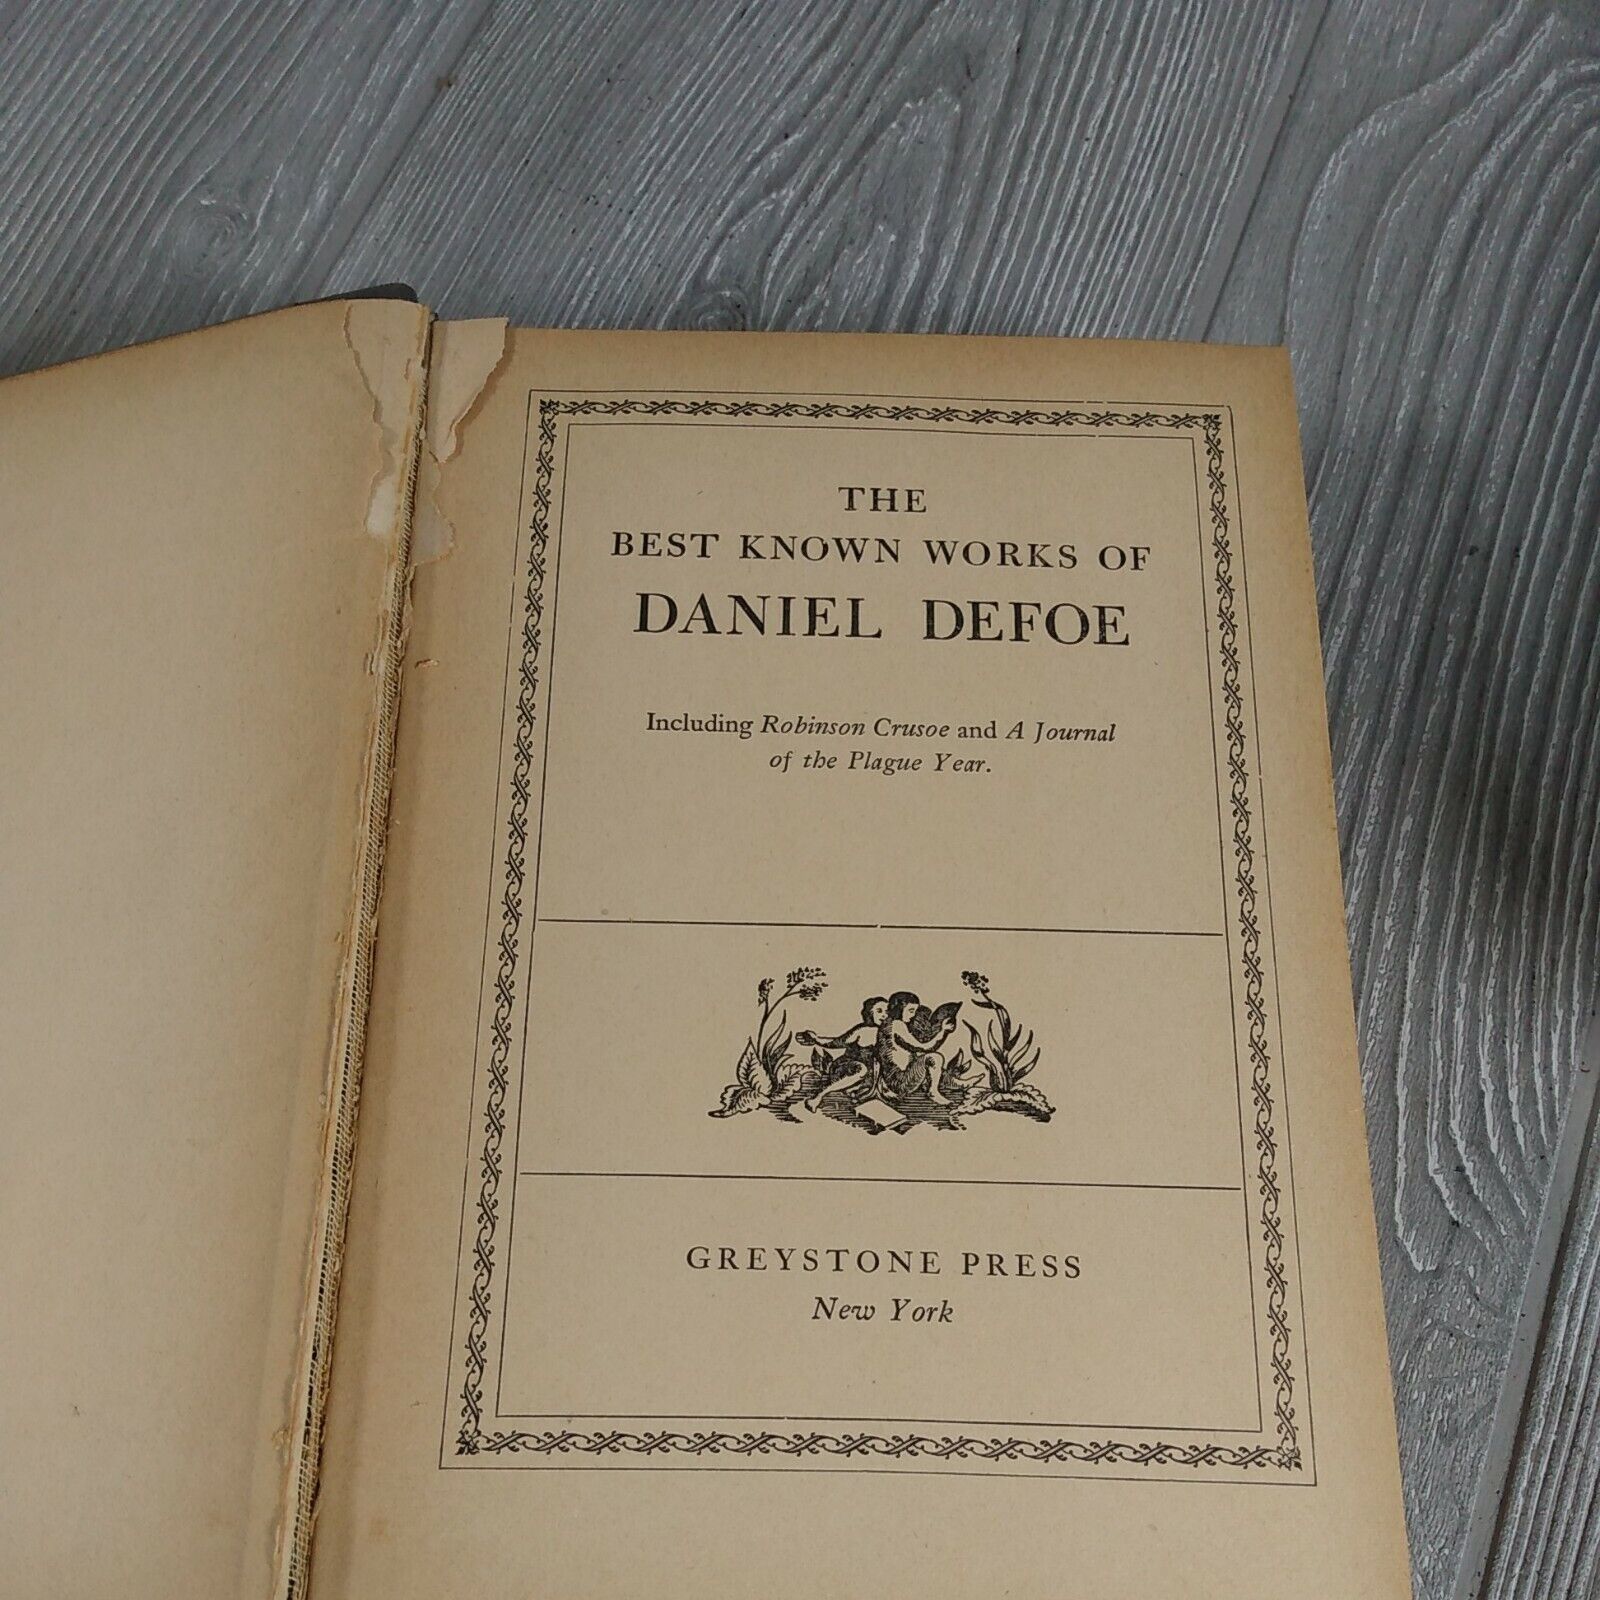 THE
BEST KNOWN WORKS OF
DANIEL DEFOE
Including Robinson Crusoe and A Journal
of the Plague Year.
GREYSTONE PRESS
New York